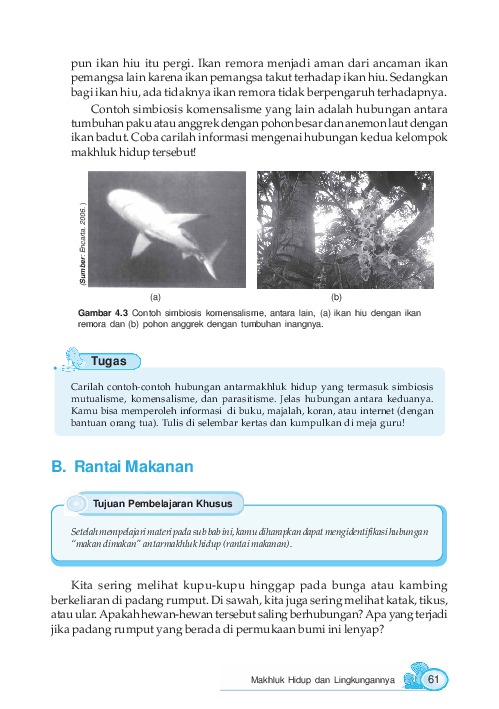 pun ikan hiu itu pergi. Ikan remora menjadi aman dari ancaman ikan
pemangsa lain karena ikan pemangsa takut terhadap ikan hiu. Sedangkan
bagi ikan hiu, ada tidaknya ikan remora tidak berpengaruh terhadapnya.
Contoh simbiosis komensalisme yang lain adalah hubungan antara
tumbuhan paku atau anggrek dengan pohon besar dan anemon laut dengan
ikan badut. Coba carilah informasi mengenai hubungan kedua kelompok
makhluk hidup tersebut!
(Sumber: Encarta, 2006.)
(a) (b)
Gambar 4.3 Contoh simbiosis komensalisme, antara lain, (a) ikan hiu dengan ikan
remora dan (b) pohon anggrek dengan tumbuhan inangnya.
Tugas
Carilah contoh-contoh hubungan antarmakhluk hidup yang termasuk simbiosis
mutualisme, komensalisme, dan parasitisme. Jelas hubungan antara keduanya.
Kamu bisa memperoleh informasi di buku, majalah, koran, atau internet (dengan
bantuan orang tua). Tulis di selembar kertas dan kumpulkan di meja guru!
B. Rantai Makanan
Tujuan Pembelajaran Khusus
Setelah mempelajari materi pada sub bab ini, kamu diharapkan dapat mengidentifikasi hubungan
"makan dimakan" antarmakhluk hidup (rantai makanan).
Kita sering melihat kupu-kupu hinggap pada bunga atau kambing
berkeliaran di padang rumput. Di sawah, kita juga sering melihat katak, tikus,
atau ular. Apakah hewan-hewan tersebut saling berhubungan? Apa yang terjadi
jika padang rumput yang berada di permukaan bumi ini lenyap?
Makhluk Hidup dan Lingkungannya 61